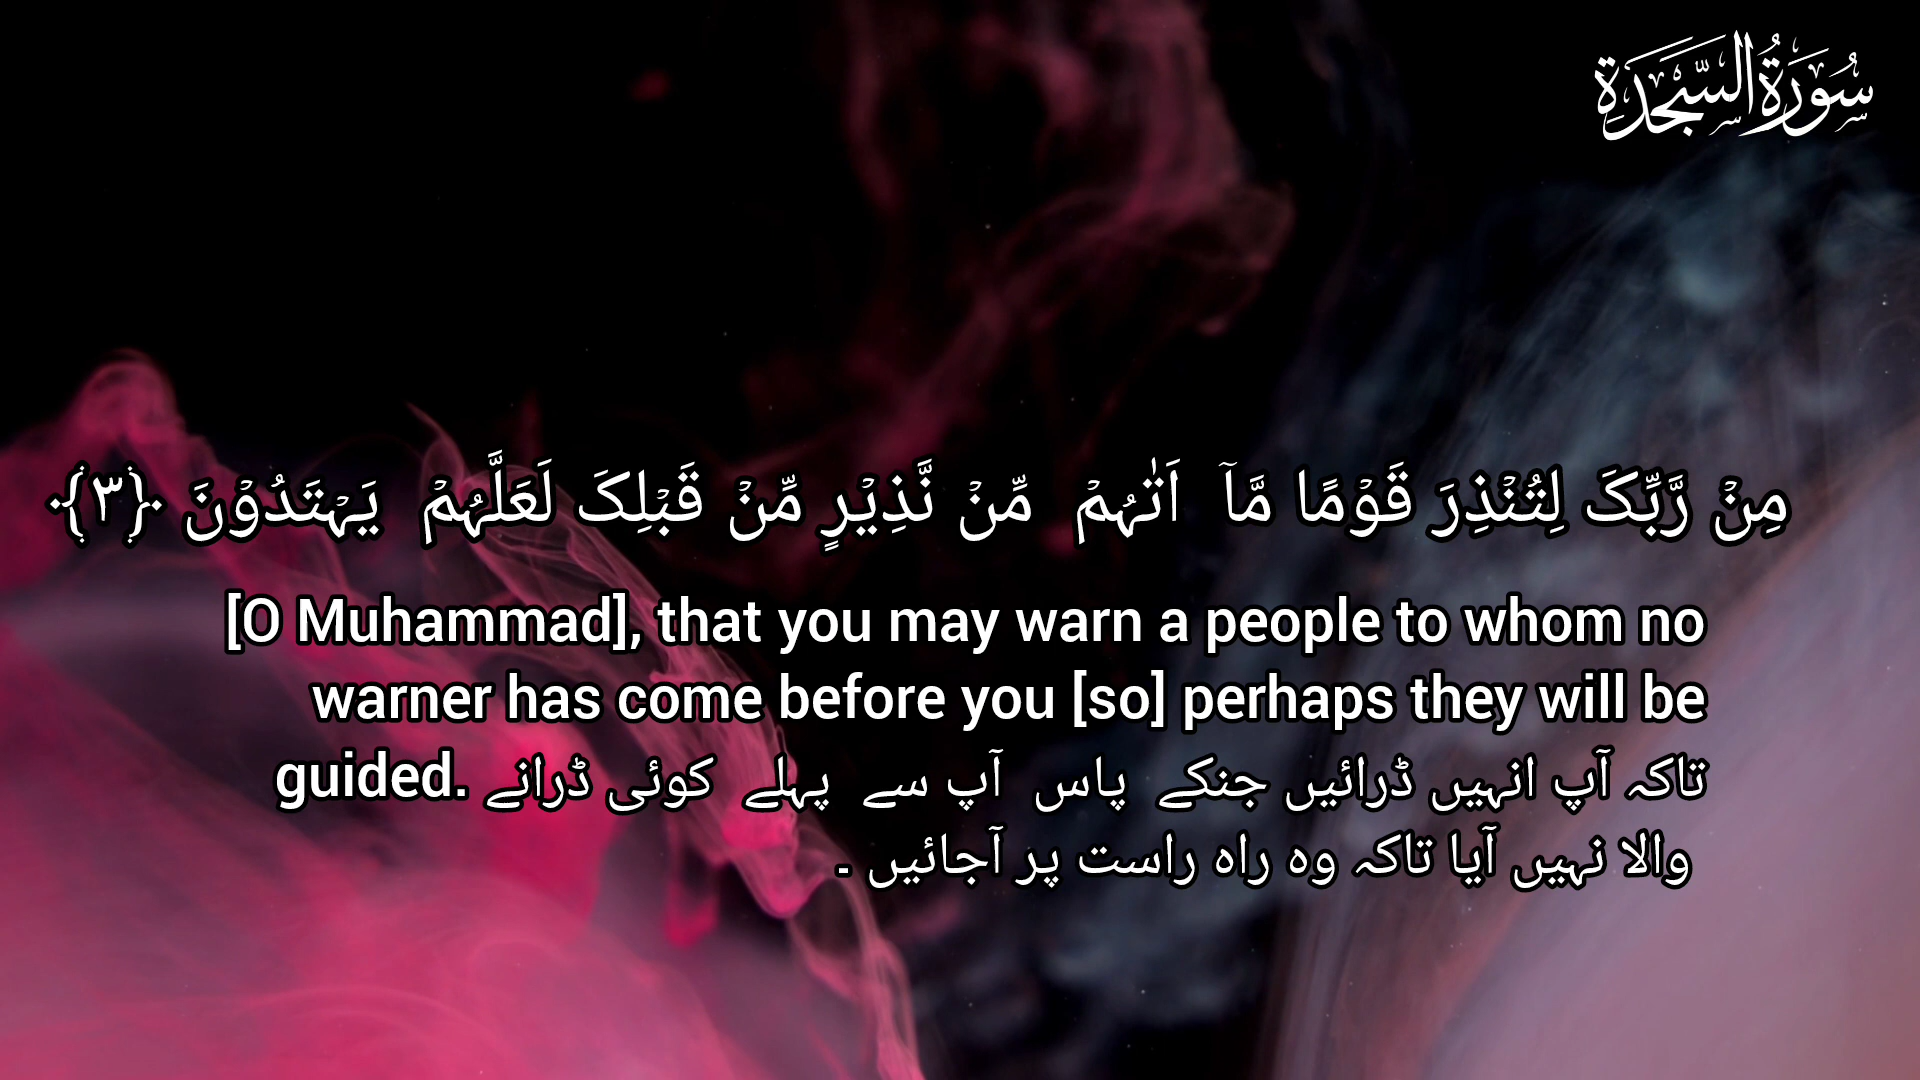 سُوۡرَةُ السَّجۡدَةِ
مِنۡ رَّبِّکَ لِتُنۡذِرَ قَوۡمًا مَّاۤ اَتٰہُمۡ مِّنۡ نَّذِیۡرٍ مِّنۡ قَبۡلِکَ لَعَلَّہُمۡ یَہۡتَدُوۡنَ ﴿۳﴾
[O Muhammad], that you may warn a people to whom no
warner has come before you [so] perhaps they will be
guided. تاکہ آپ انہیں ڈرائیں جنکے پاس آپ سے پہلے کوئی ڈرانے
والا نہیں آیا تاکہ وہ راہ راست پر آجائیں ۔